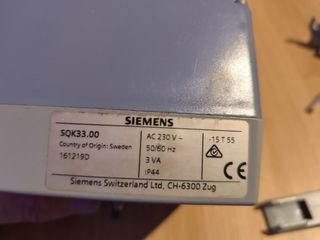 SIEMENS
SQK33.00
Country of Origin: Sweden
161219D
AC 230 V ~
50/60 Hz
3 VA
IP44
-15 T 55
CE
Siemens Switzerland Ltd, CH-6300 Zug